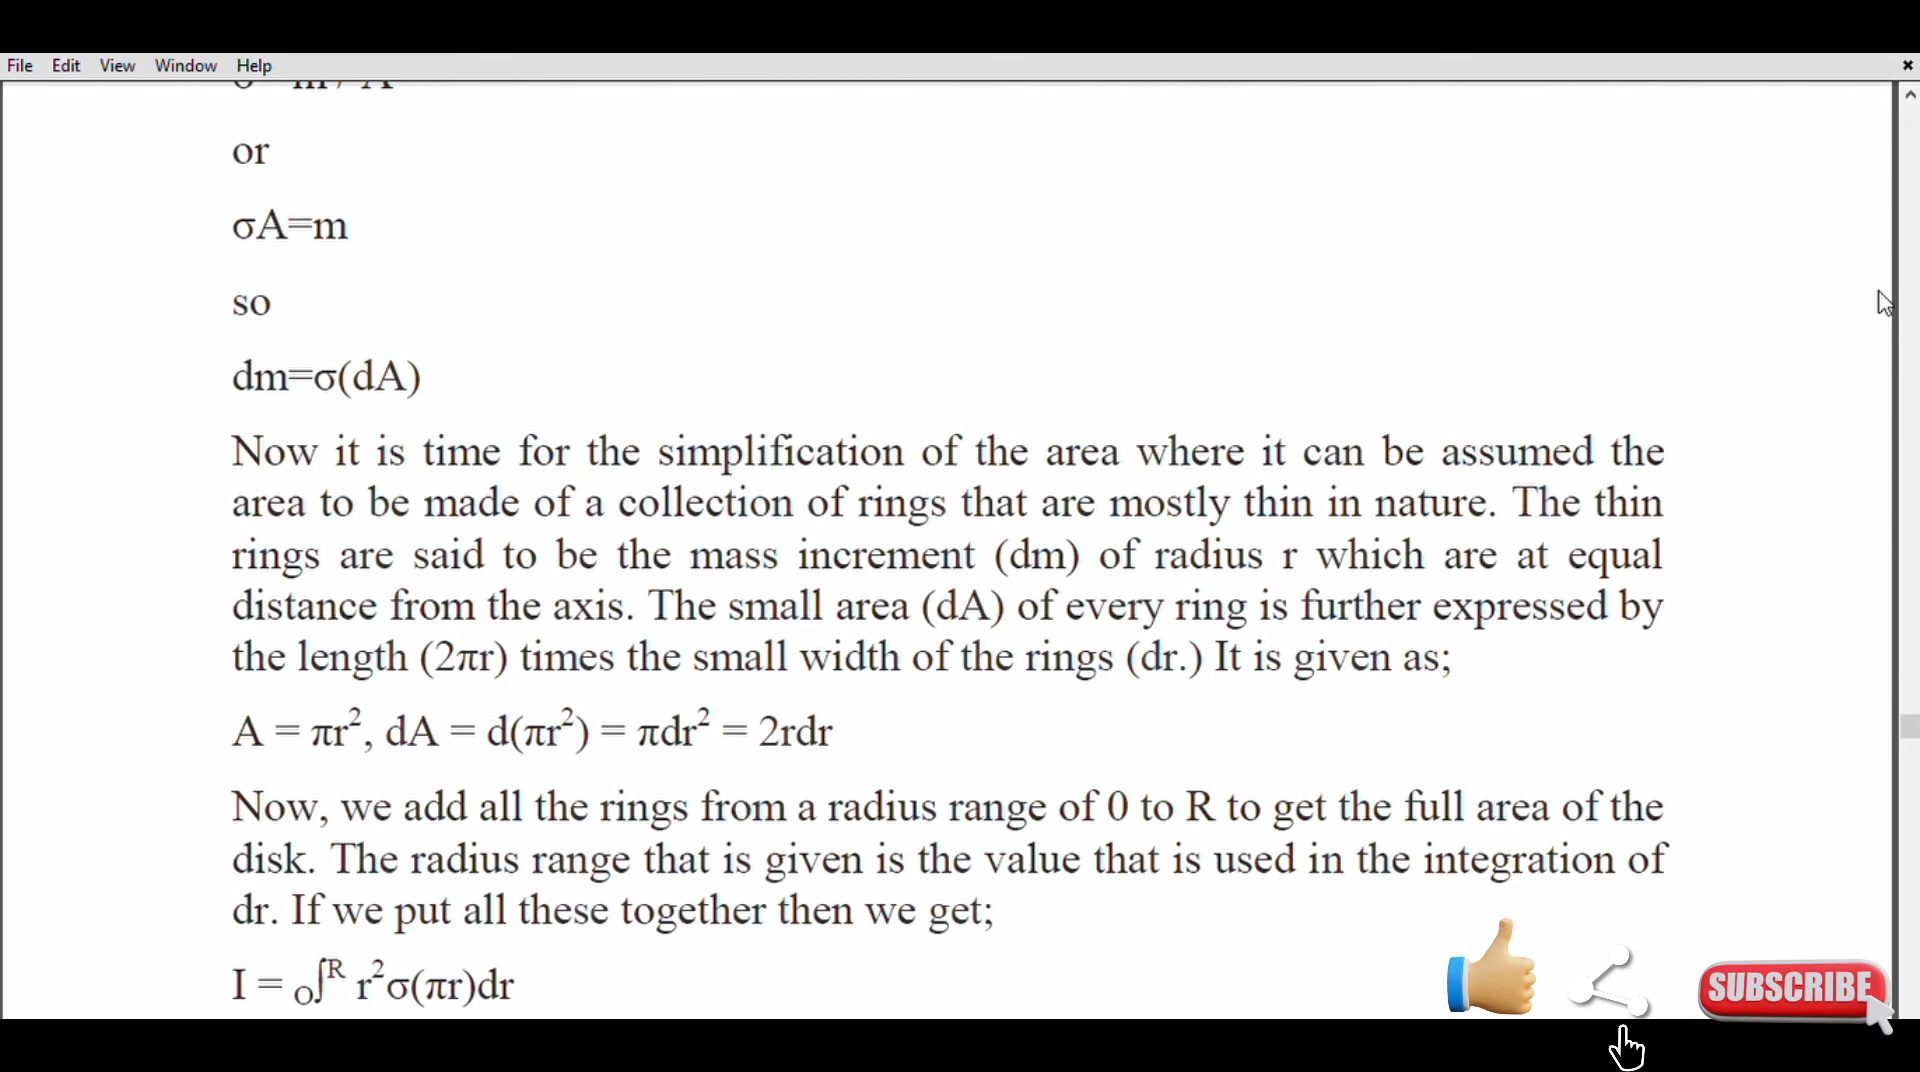 File Edit View Window Help
or
σA=m
so
dm=σ(dA)
Now it is time for the simplification of the area where it can be assumed the
area to be made of a collection of rings that are mostly thin in nature. The thin
rings are said to be the mass increment (dm) of radius r which are at equal
distance from the axis. The small area (dA) of every ring is further expressed by
the length (2πr) times the small width of the rings (dr.) It is given as;
A = πr², dA = d(πr²) = πdr² = 2rdr
Now, we add all the rings from a radius range of 0 to R to get the full area of the
disk. The radius range that is given is the value that is used in the integration of
dr. If we put all these together then we get;
I = ₒ∫ᴿ r²σ(πr)dr
SUBSCRIBE